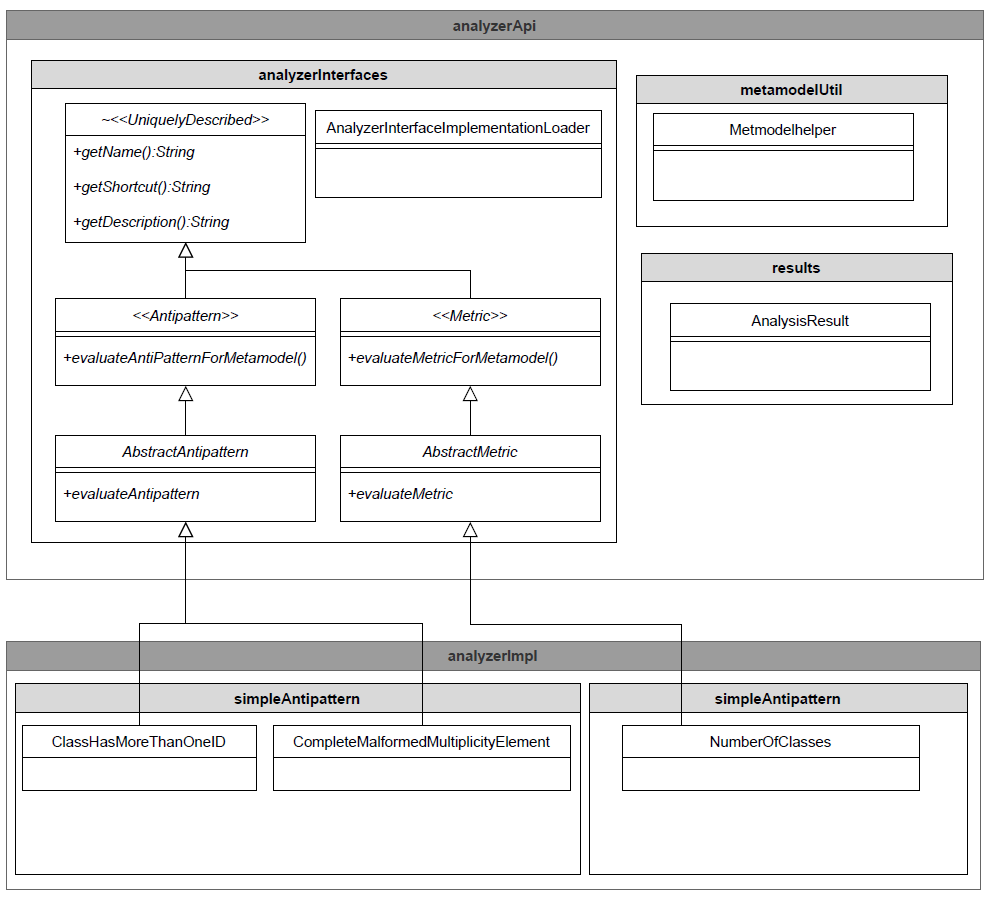 analyzerApi
analyzerInterfaces
~<<UniquelyDescribed>>
+getName():String
+getShortcut():String
+getDescription():String
AnalyzerInterfaceImplementationLoader
metamodelUtil
Metmodelhelper
results
AnalysisResult
<<Antipattern>>
+evaluateAntiPatternForMetamodel()
<<Metric>>
+evaluateMetricForMetamodel()
AbstractAntipattern
+evaluateAntipattern
AbstractMetric
+evaluateMetric
analyzerImpl
simpleAntipattern
ClassHasMoreThanOneID
CompleteMalformedMultiplicityElement
simpleAntipattern
NumberOfClasses